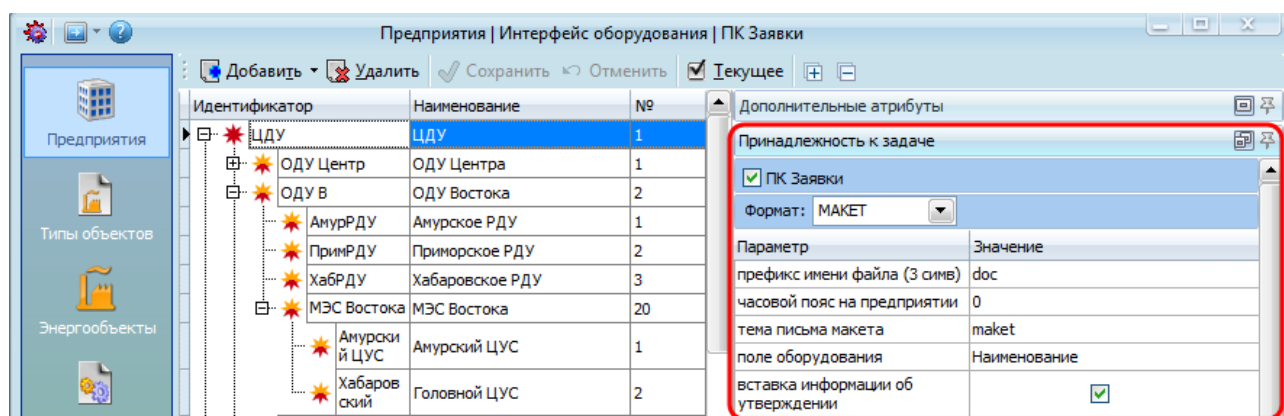 Предприятия | Интерфейс оборудования | ПК Заявки
Добавить Удалить Сохранить Отменить Текущее
Предприятия
Типы объектов
Энергообъекты
Идентификатор Наименование №
ЦДУ ЦДУ 1
ОДУ Центр ОДУ Центра 1
ОДУ В ОДУ Востока 2
АмурРДУ Амурское РДУ 1
ПримРДУ Приморское РДУ 2
ХабРДУ Хабаровское РДУ 3
МЭС Востока МЭС Востока 20
Амурски
й ЦУС Амурский ЦУС 1
Хабаров
ский Головной ЦУС 2
Дополнительные атрибуты
Принадлежность к задаче
ПК Заявки
Формат: МАКЕТ
Параметр Значение
префикс имени файла (3 симв) doc
часовой пояс на предприятии 0
тема письма макета maket
поле оборудования Наименование
вставка информации об
утверждении